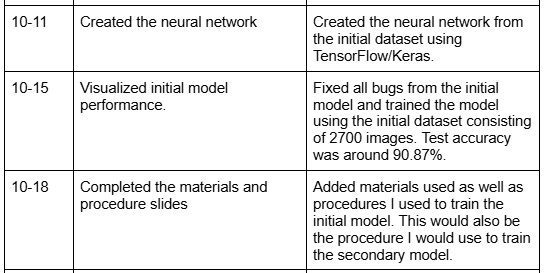 10-11
Created the neural network
Created the neural network from
the initial dataset using
TensorFlow/Keras.
10-15
Visualized initial model
performance.
Fixed all bugs from the initial
model and trained the model
using the initial dataset consisting
of 2700 images. Test accuracy
was around 90.87%.
10-18
Completed the materials and
procedure slides
Added materials used as well as
procedures I used to train the
initial model. This would also be
the procedure I would use to train
the secondary model.